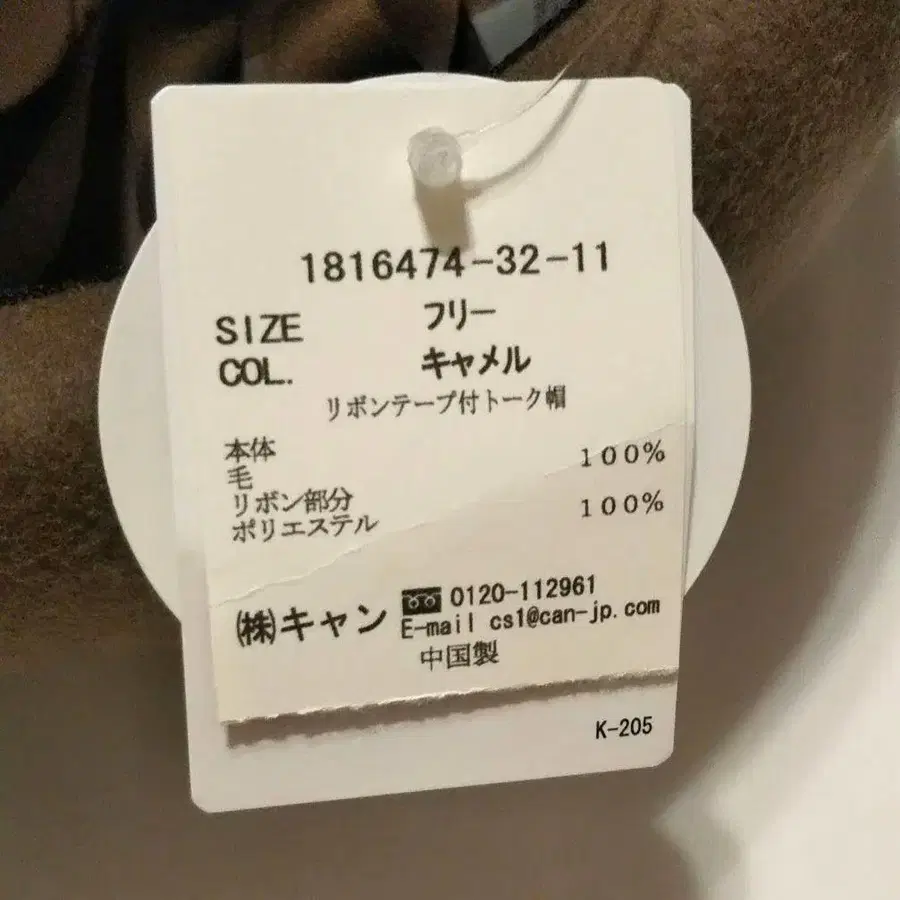 1816474-32-11
SIZE フリー
COL. キャメル
リボンテープ付トーク帽
本体 100%
毛
リボン部分 100%
ポリエステル
㈱キャン 0120-112961
E-mail cs1@can-jp.com
中国製
K-205